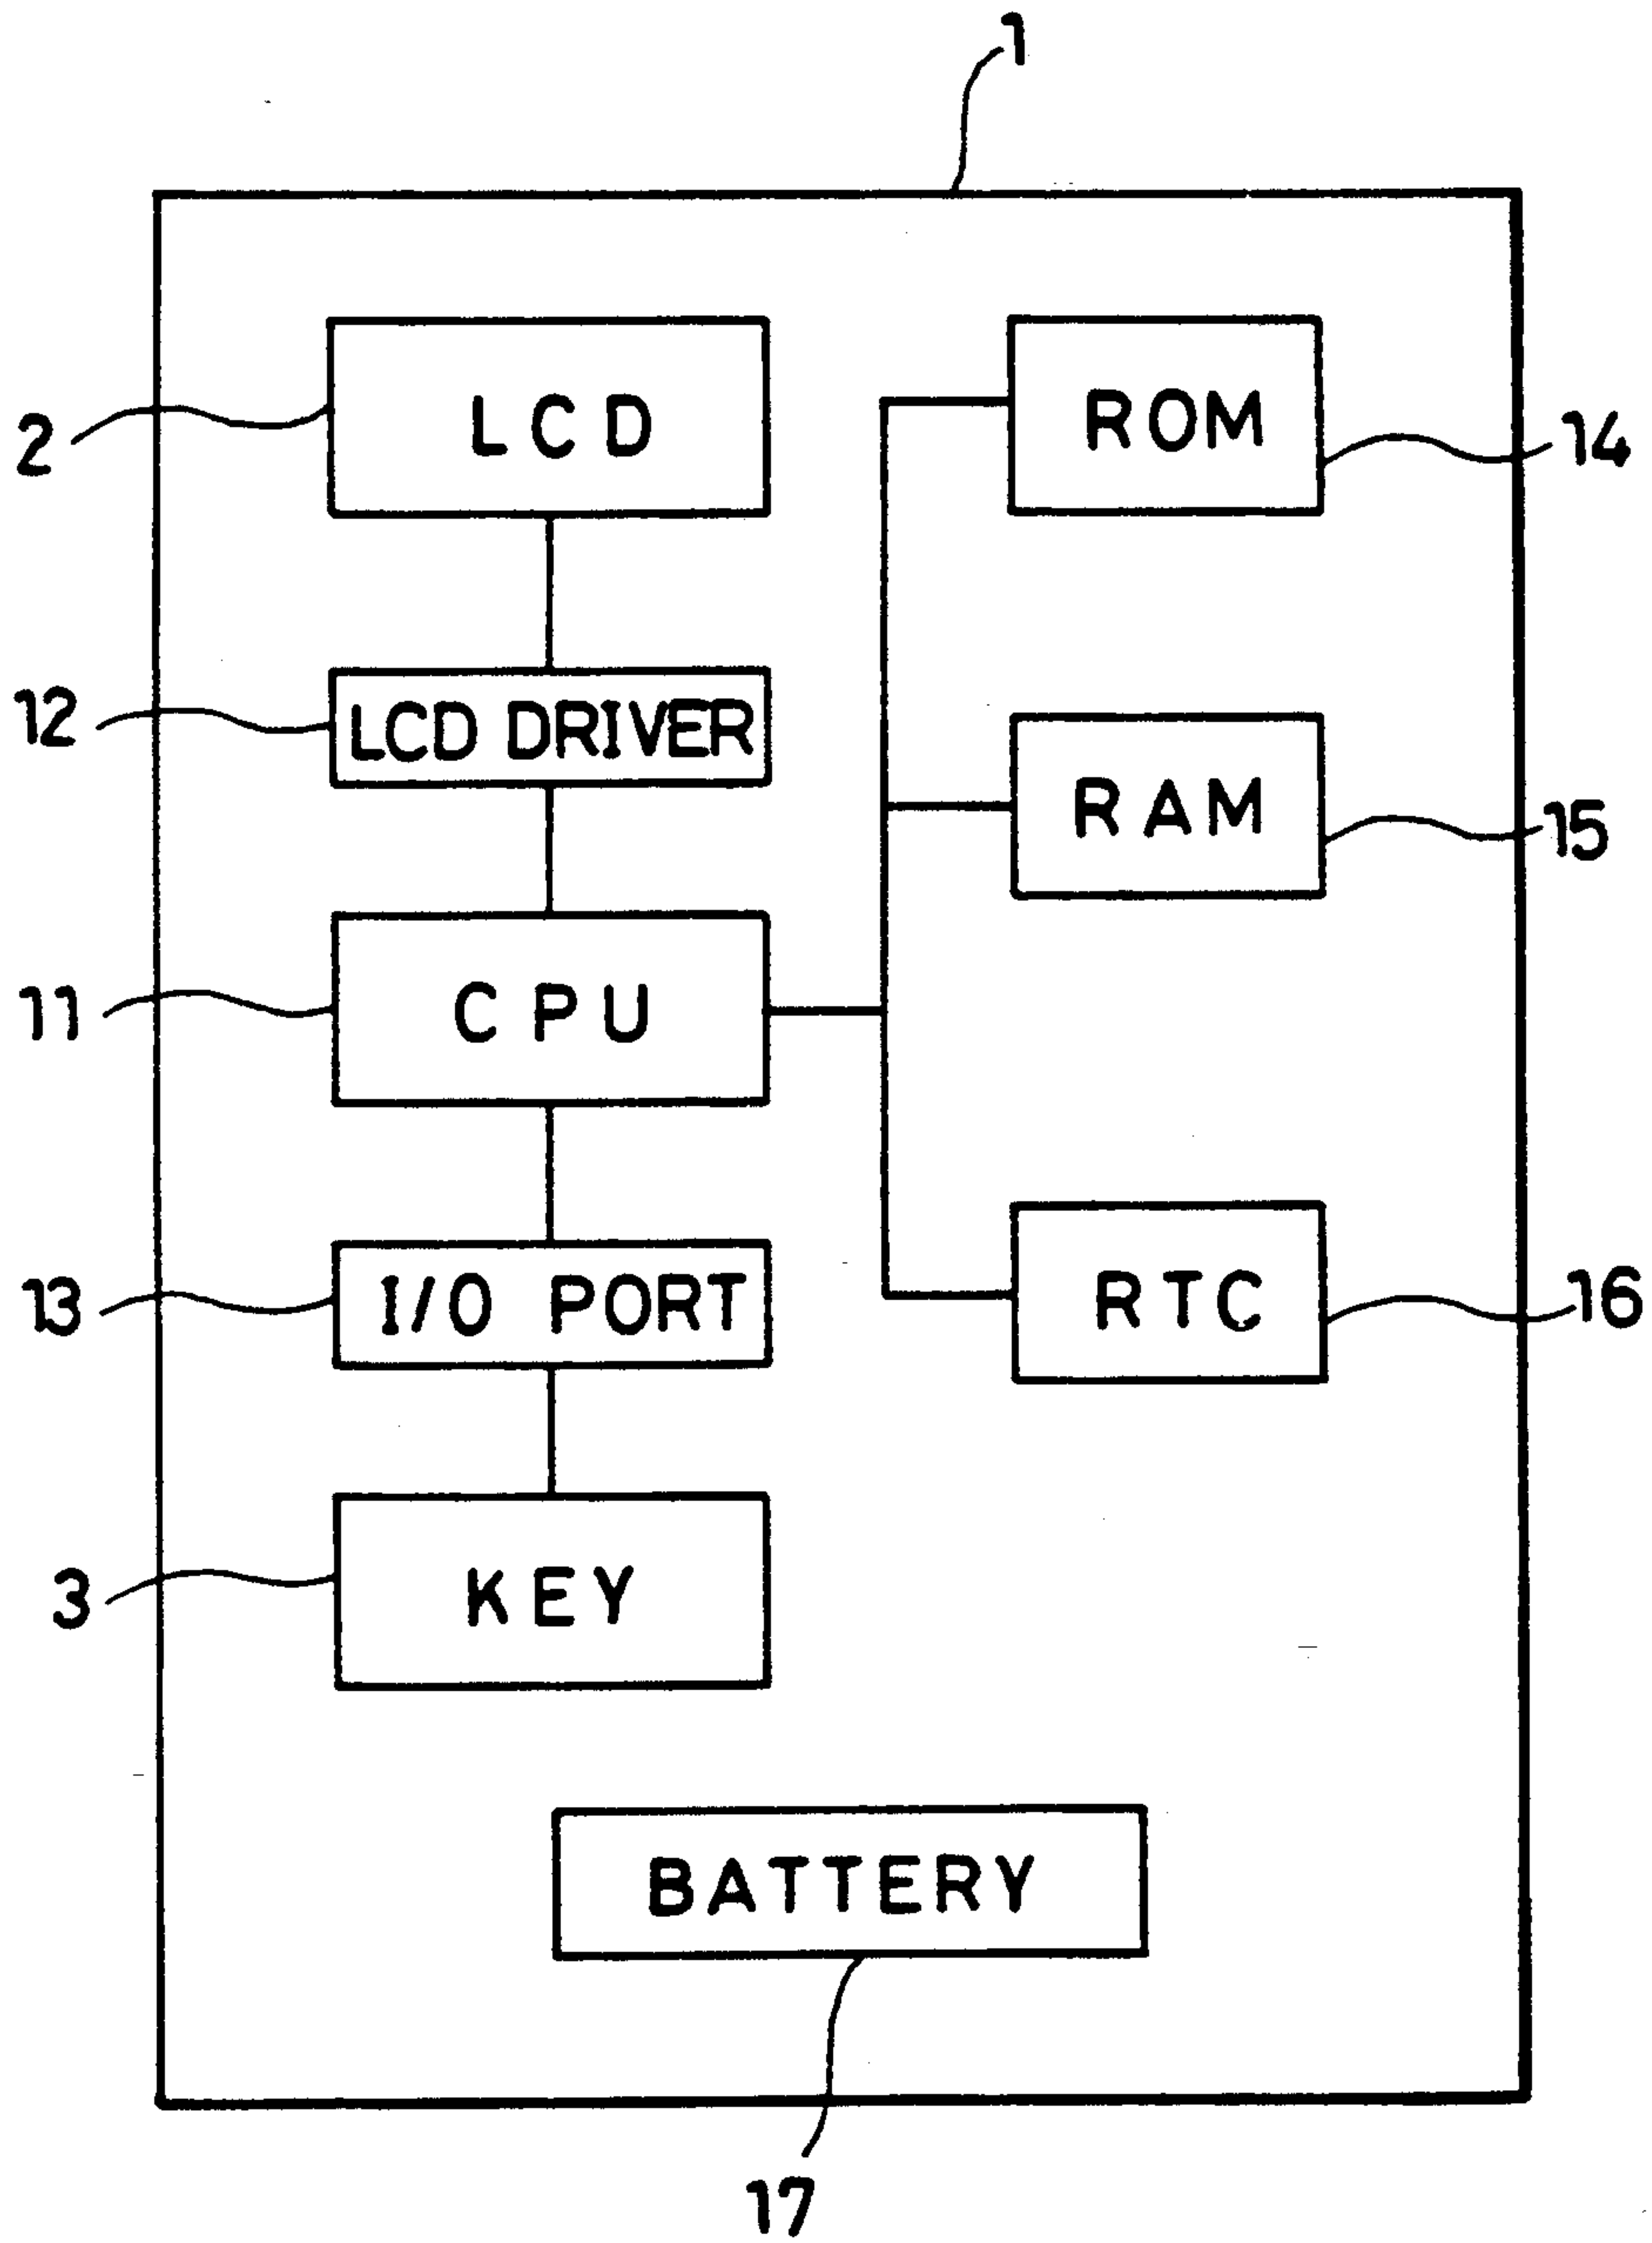 1
LCD
ROM
2
14
12
LCD DRIVER
RAM
15
11
CPU
13
I/O PORT
RTC
16
3
KEY
BATTERY
17